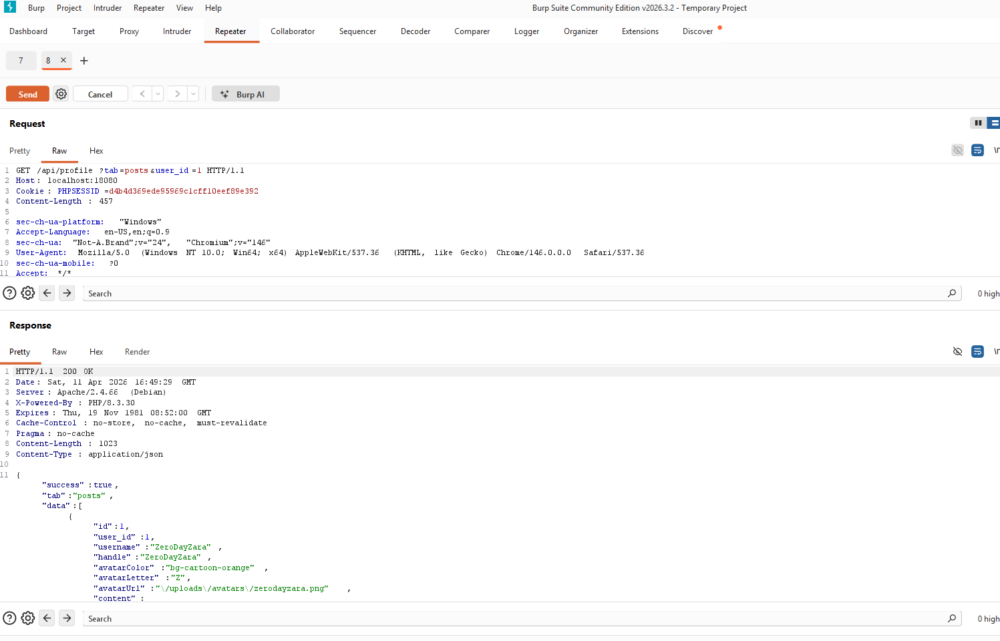 Burp Project Intruder Repeater View Help Burp Suite Community Edition v2026.3.2 - Temporary Project
Dashboard Target Proxy Intruder Repeater Collaborator Sequencer Decoder Comparer Logger Organizer Extensions Discover
7 8 × +
Send Cancel < > Burp AI
Request
Pretty Raw Hex \r
1 GET /api/profile ?tab=posts&user_id =1 HTTP/1.1
2 Host : localhost:18080
3 Cookie : PHPSESSID =d4b4d369ede95969c1cff10eef89e392
4 Content-Length : 457
5
6 sec-ch-ua-platform: "Windows"
7 Accept-Language: en-US,en;q=0.9
8 sec-ch-ua: "Not-A.Brand";v="24", "Chromium";v="146"
9 User-Agent: Mozilla/5.0 (Windows NT 10.0; Win64; x64) AppleWebKit/537.36 (KHTML, like Gecko) Chrome/146.0.0.0 Safari/537.36
10 sec-ch-ua-mobile: ?0
11 Accept: */*
Search 0 high
Response
Pretty Raw Hex Render \r
1 HTTP/1.1 200 OK
2 Date : Sat, 11 Apr 2026 16:49:29 GMT
3 Server : Apache/2.4.66 (Debian)
4 X-Powered-By : PHP/8.3.30
5 Expires : Thu, 19 Nov 1981 08:52:00 GMT
6 Cache-Control : no-store, no-cache, must-revalidate
7 Pragma : no-cache
8 Content-Length : 1023
9 Content-Type : application/json
10
11 {
"success" :true ,
"tab" :"posts" ,
"data" :[
{
"id" :1,
"user_id" :1,
"username" :"ZeroDayZara" ,
"handle" :"ZeroDayZara" ,
"avatarColor" :"bg-cartoon-orange" ,
"avatarLetter" :"Z",
"avatarUrl" :"\/uploads\/avatars\/zerodayzara.png" ,
"content" :
Search 0 high